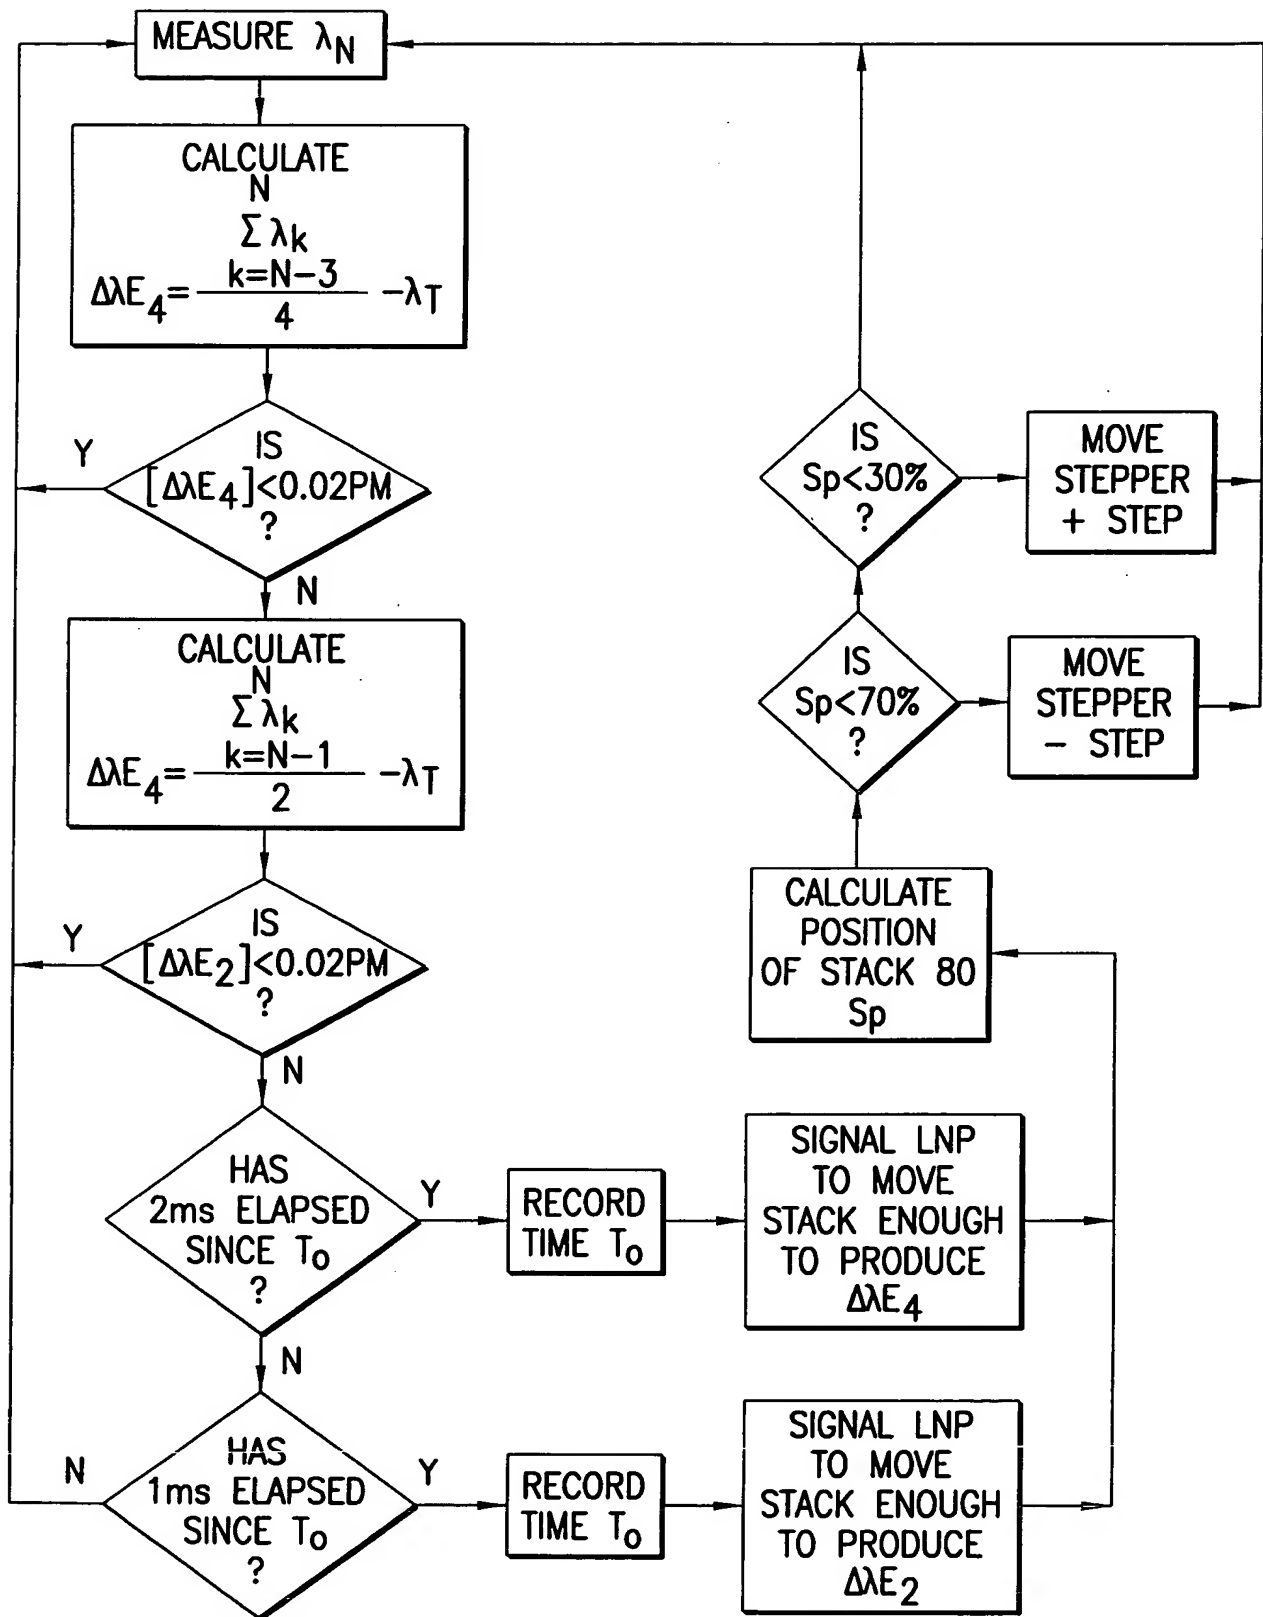 MEASURE λN
CALCULATE
N
Σ λk
k=N-3
ΔλE4= ——— -λT
4
IS
[ΔλE4]<0.02PM
?
Y
N
CALCULATE
N
Σ λk
k=N-1
ΔλE4= ——— -λT
2
IS
[ΔλE2]<0.02PM
?
Y
N
HAS
2ms ELAPSED
SINCE To
?
Y
N
RECORD
TIME To
SIGNAL LNP
TO MOVE
STACK ENOUGH
TO PRODUCE
ΔλE4
HAS
1ms ELAPSED
SINCE To
?
N
Y
RECORD
TIME To
SIGNAL LNP
TO MOVE
STACK ENOUGH
TO PRODUCE
ΔλE2
CALCULATE
POSITION
OF STACK 80
Sp
IS
Sp<70%
?
MOVE
STEPPER
- STEP
IS
Sp<30%
?
MOVE
STEPPER
+ STEP